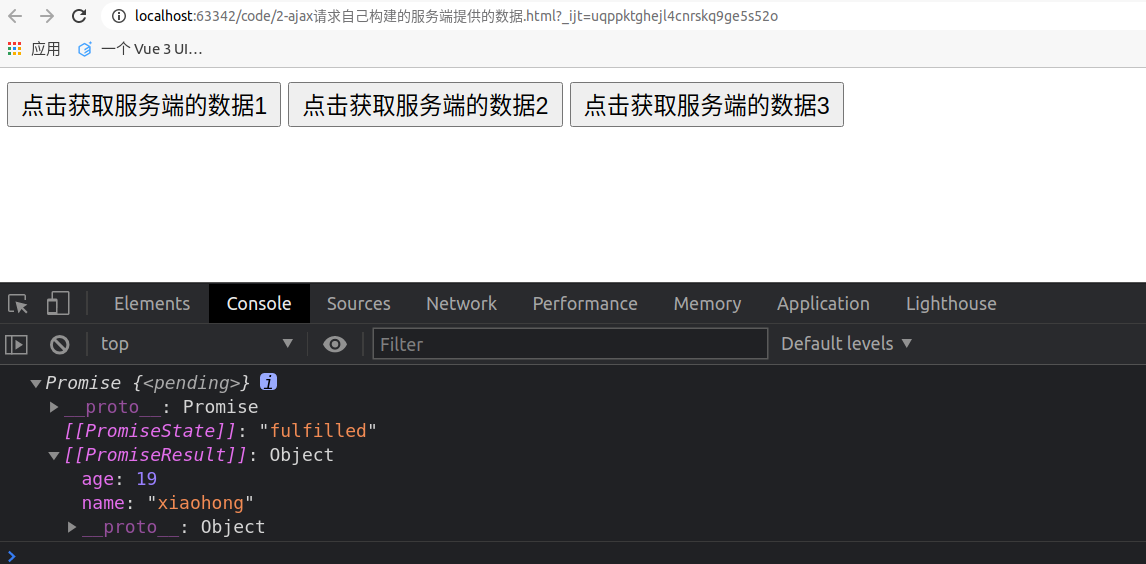 localhost:63342/code/2-ajax请求自己构建的服务端提供的数据.html?_ijt=uqppktghejl4cnrskq9ge5s52o
应用 一个 Vue 3 UI…
点击获取服务端的数据1 点击获取服务端的数据2 点击获取服务端的数据3
Elements Console Sources Network Performance Memory Application Lighthouse
top Filter Default levels
Promise {<pending>} i
__proto__: Promise
[[PromiseState]]: "fulfilled"
[[PromiseResult]]: Object
age: 19
name: "xiaohong"
__proto__: Object